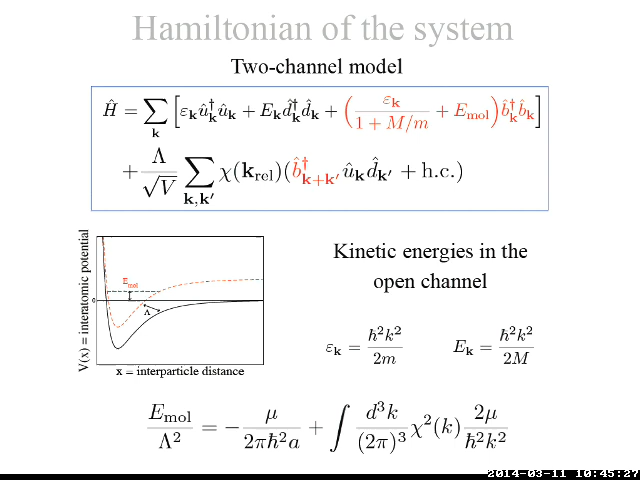 Hamiltonian of the system
Two-channel model
Ĥ = ∑_k [ε_k û†_k û_k + E_k d̂†_k d̂_k + (ε_k / (1 + M/m) + E_mol) b̂†_k b̂_k]
+ Λ/√V ∑_{k,k′} χ(k_rel)(b̂†_{k+k′} û_k d̂_{k′} + h.c.)
V(x) = interatomic potential
E_mol
0
Λ
x = interparticle distance
Kinetic energies in the
open channel
ε_k = ħ²k²/2m
E_k = ħ²k²/2M
E_mol/Λ² = − μ/(2πħ²a) + ∫ d³k/(2π)³ χ²(k) 2μ/(ħ²k²)
2014-03-11 10:45:27